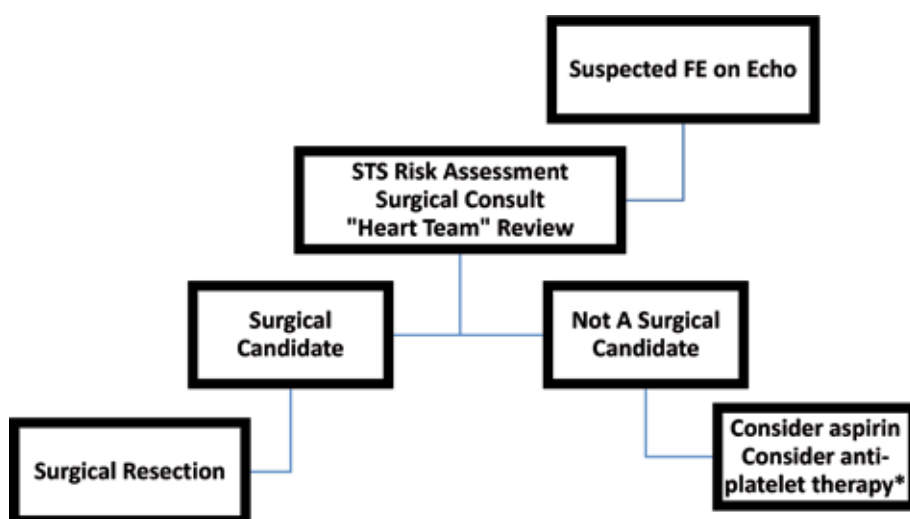 Suspected FE on Echo
STS Risk Assessment
Surgical Consult
"Heart Team" Review
Surgical
Candidate
Not A Surgical
Candidate
Surgical Resection
Consider aspirin
Consider anti-
platelet therapy*